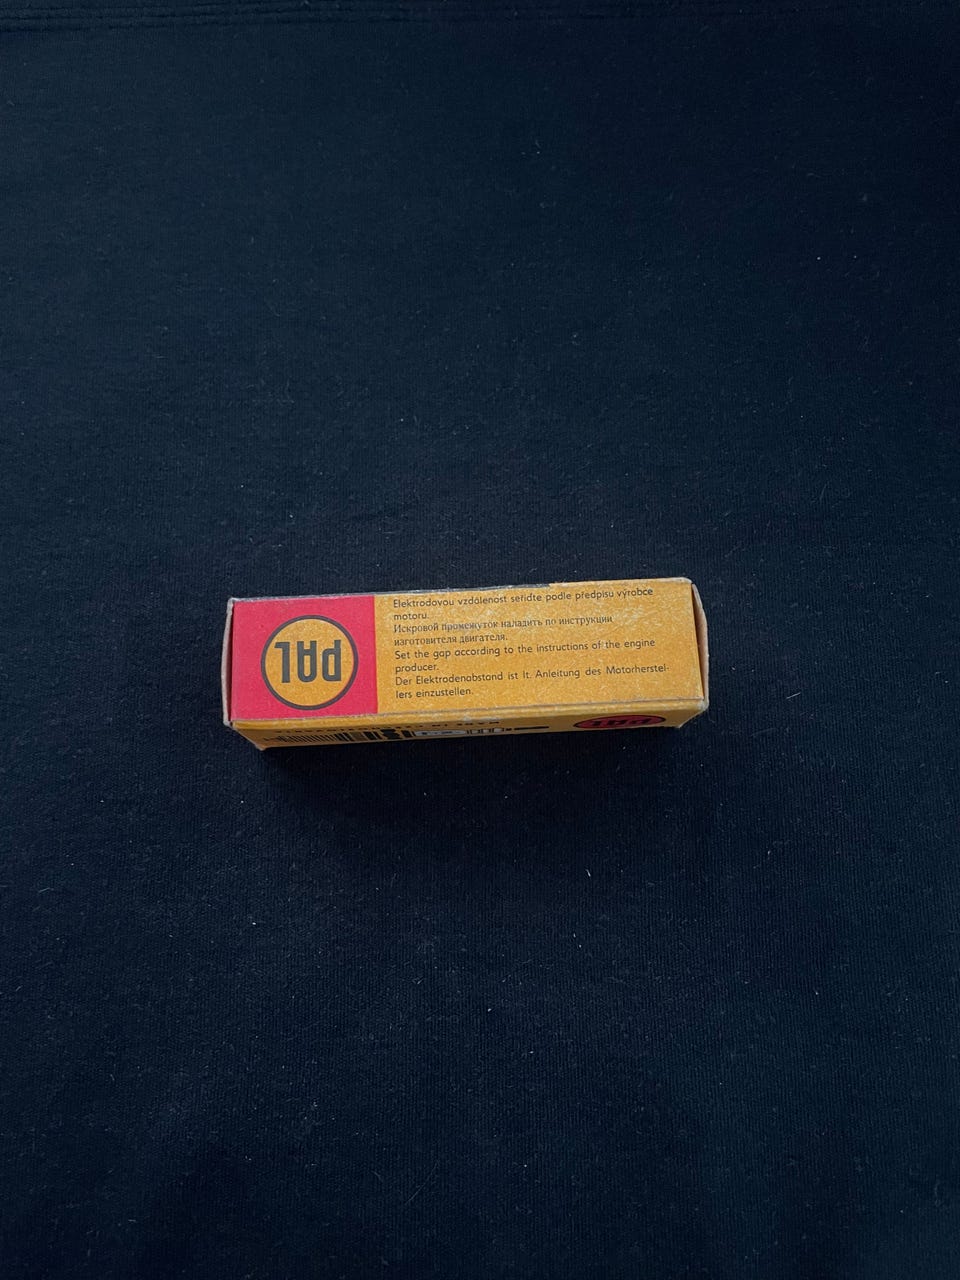 PAL
Elektrodovou vzdálenost seřiďte podle předpisu výrobce
motoru.
Искровой промежуток наладить по инструкции
изготовителя двигателя.
Set the gap according to the instructions of the engine
producer.
Der Elektrodenabstand ist lt. Anleitung des Motorherstel-
lers einzustellen.
PAL